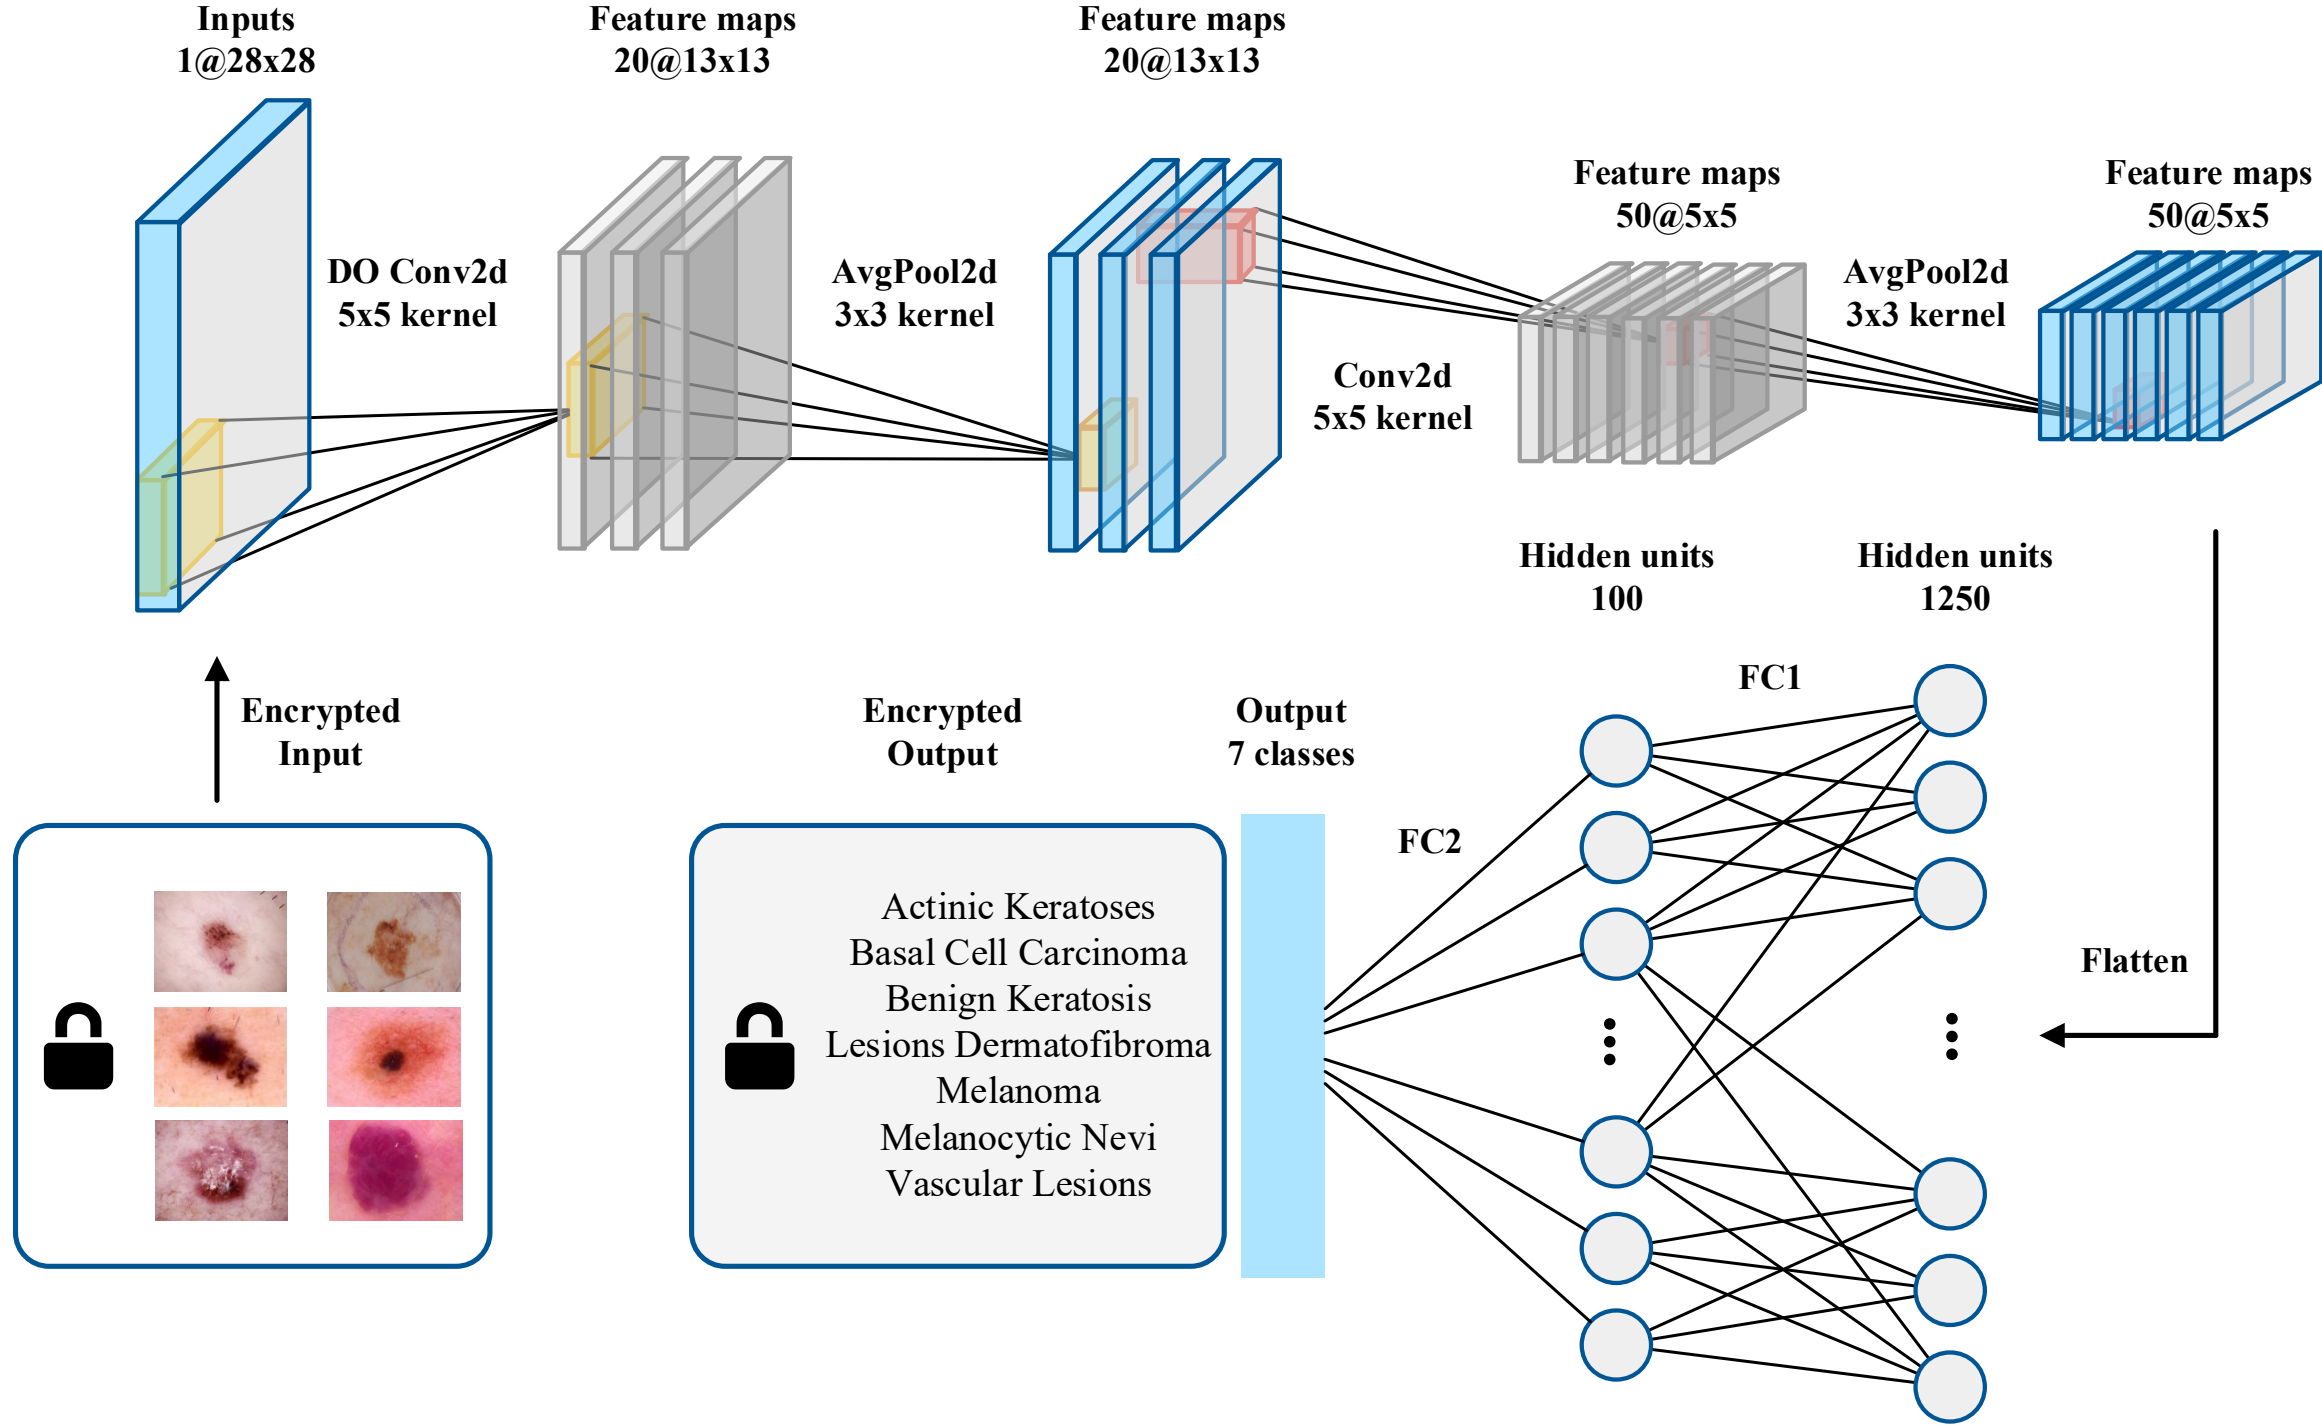 Inputs
1@28x28
Feature maps
20@13x13
Feature maps
20@13x13
Feature maps
50@5x5
Feature maps
50@5x5
DO Conv2d
5x5 kernel
AvgPool2d
3x3 kernel
Conv2d
5x5 kernel
AvgPool2d
3x3 kernel
Hidden units
100
Hidden units
1250
FC1
Encrypted
Input
Encrypted
Output
Output
7 classes
FC2
Flatten
Actinic Keratoses
Basal Cell Carcinoma
Benign Keratosis
Lesions Dermatofibroma
Melanoma
Melanocytic Nevi
Vascular Lesions